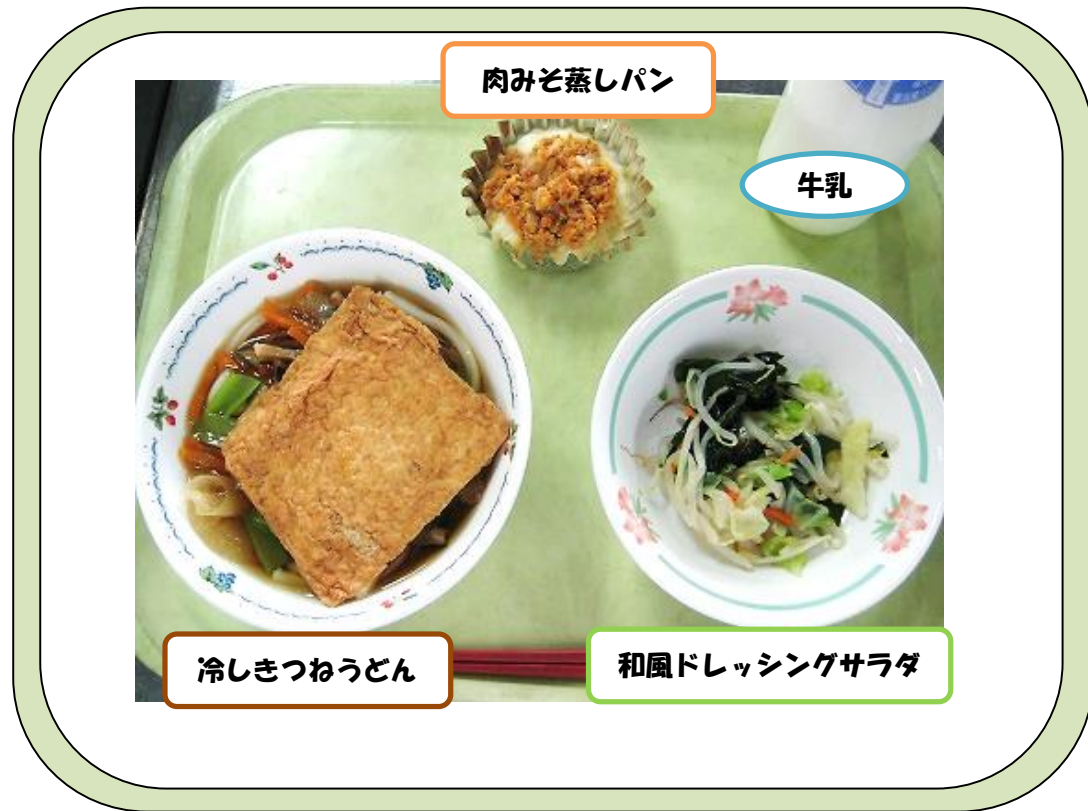 肉みそ蒸しパン
牛乳
冷しきつねうどん
和風ドレッシングサラダ